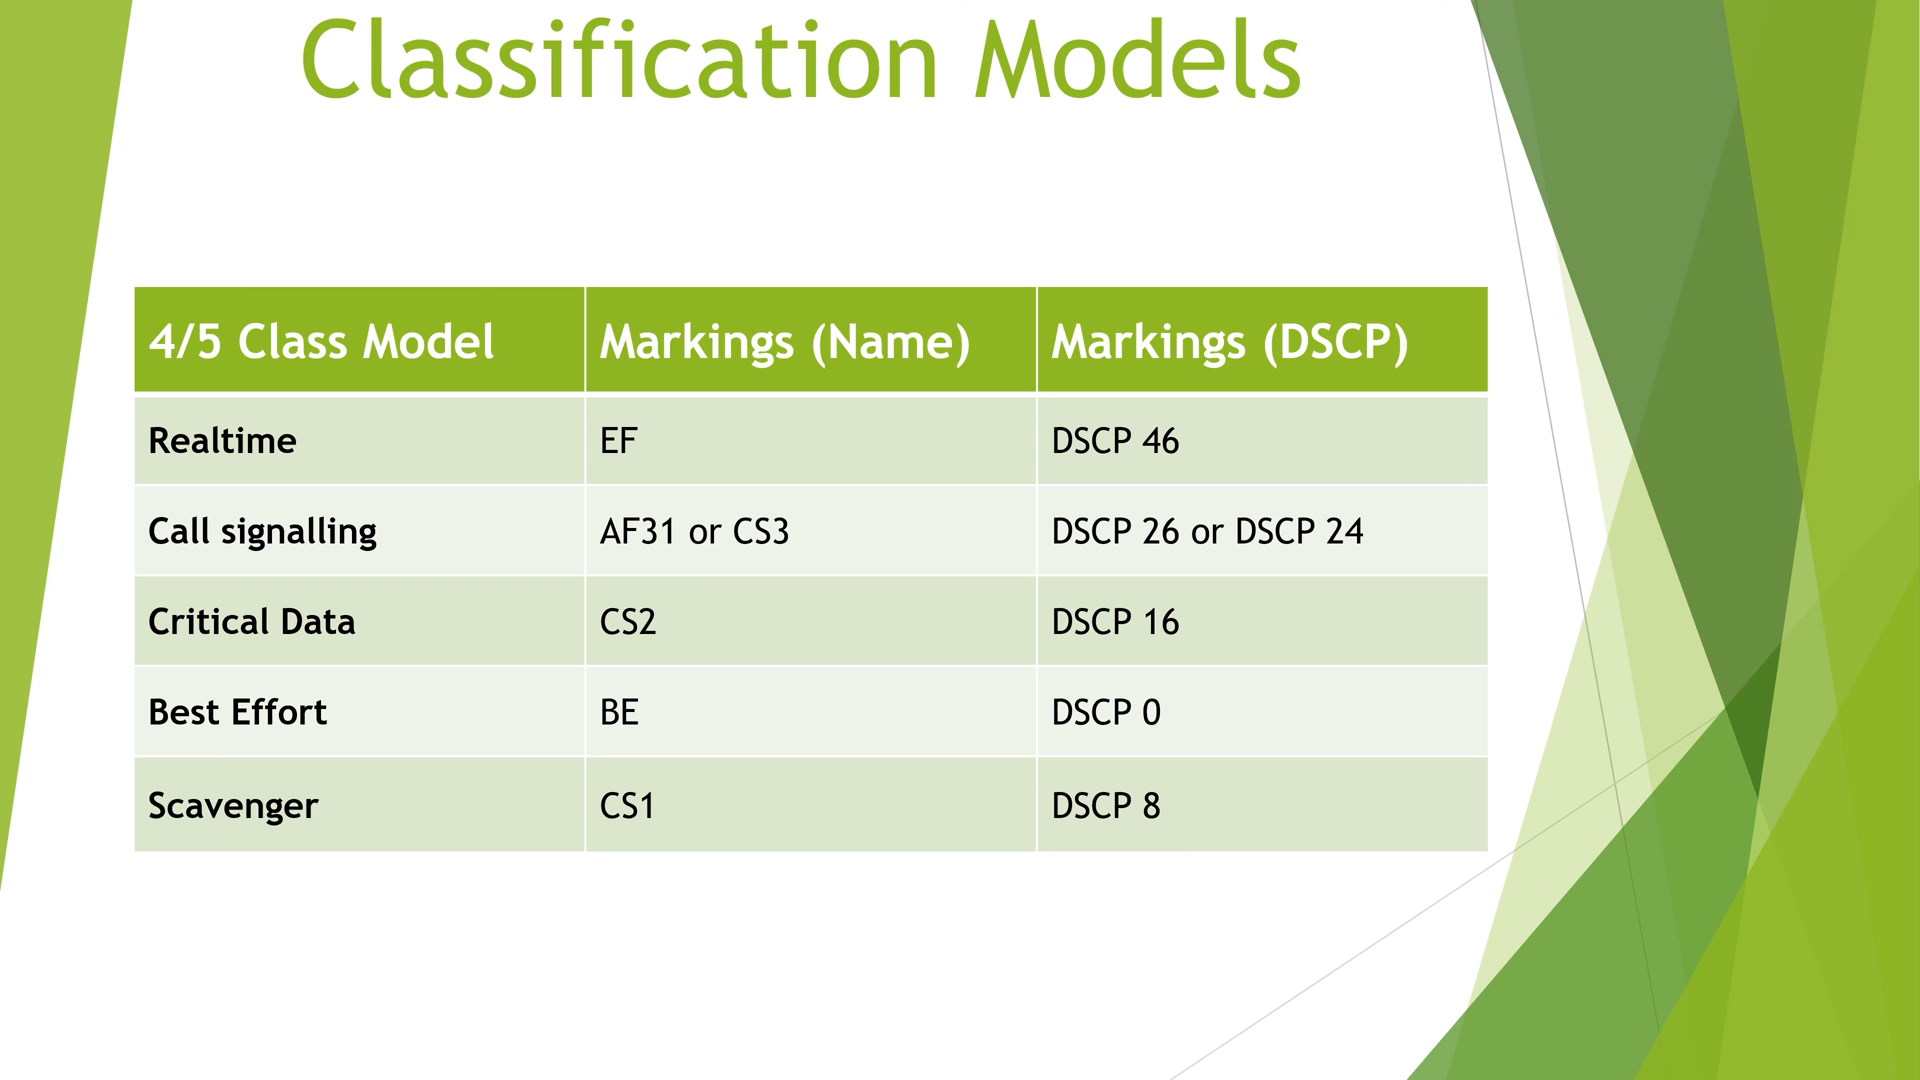 Classification Models
4/5 Class Model Markings (Name) Markings (DSCP)
Realtime EF DSCP 46
Call signalling AF31 or CS3 DSCP 26 or DSCP 24
Critical Data CS2 DSCP 16
Best Effort BE DSCP 0
Scavenger CS1 DSCP 8